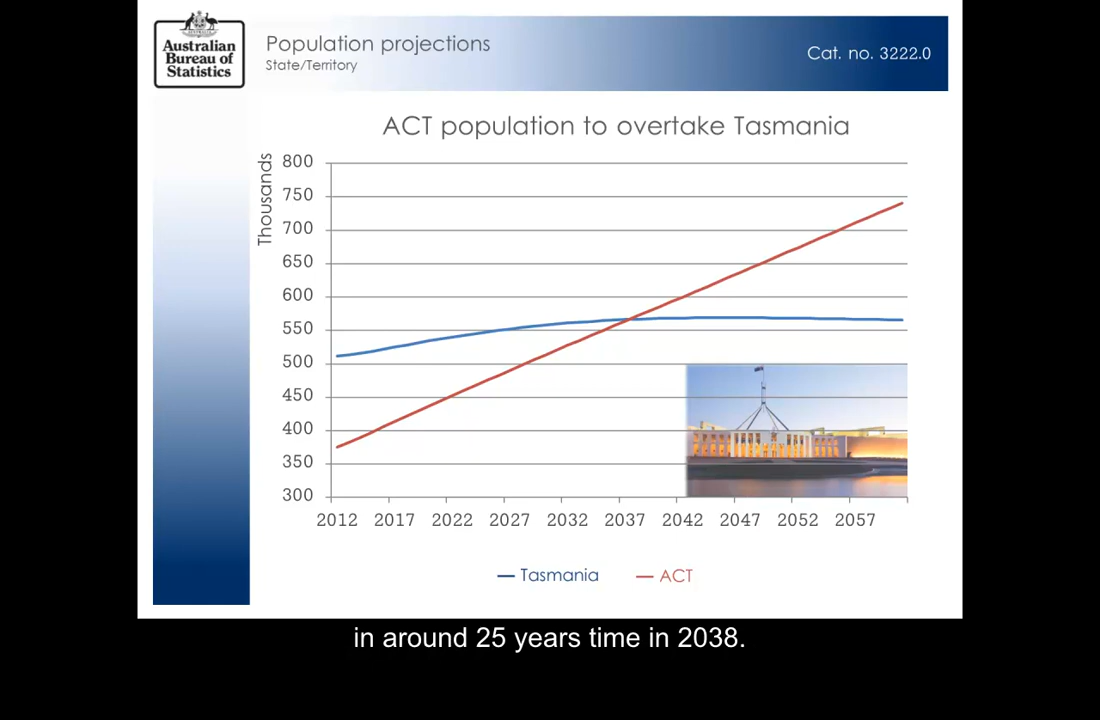 Australian
Bureau of
Statistics
Population projections
State/Territory
Cat. no. 3222.0
ACT population to overtake Tasmania
Thousands
800
750
700
650
600
550
500
450
400
350
300
2012 2017 2022 2027 2032 2037 2042 2047 2052 2057
Tasmania ACT
in around 25 years time in 2038.